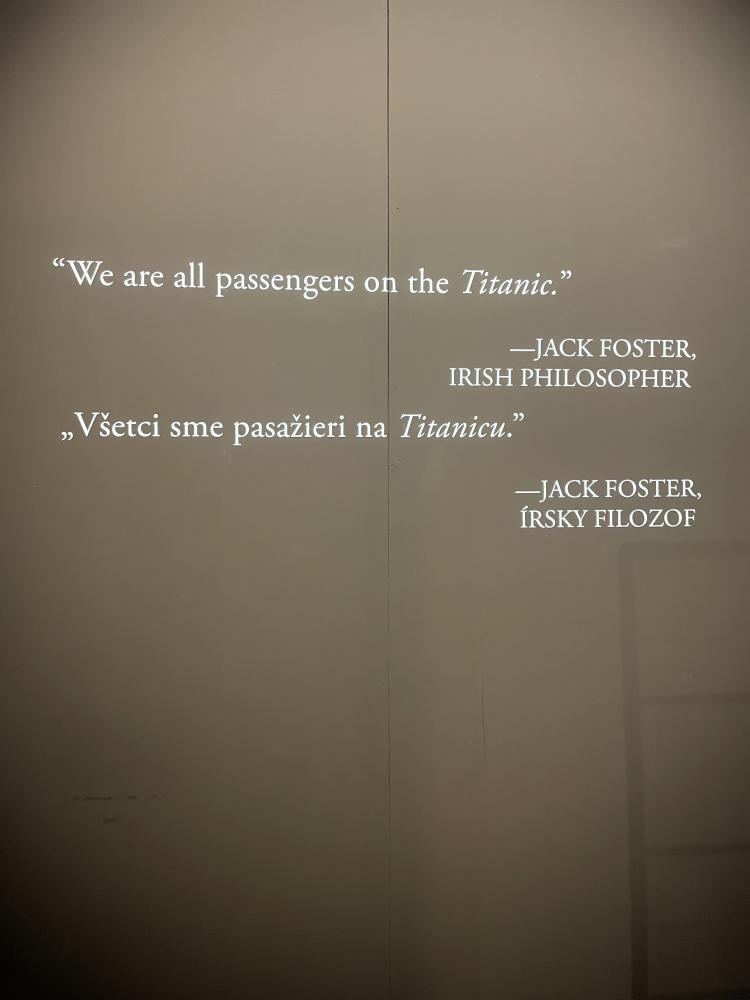 “We are all passengers on the Titanic.”
—JACK FOSTER,
IRISH PHILOSOPHER
„Všetci sme pasažieri na Titanicu.”
—JACK FOSTER,
ÍRSKY FILOZOF